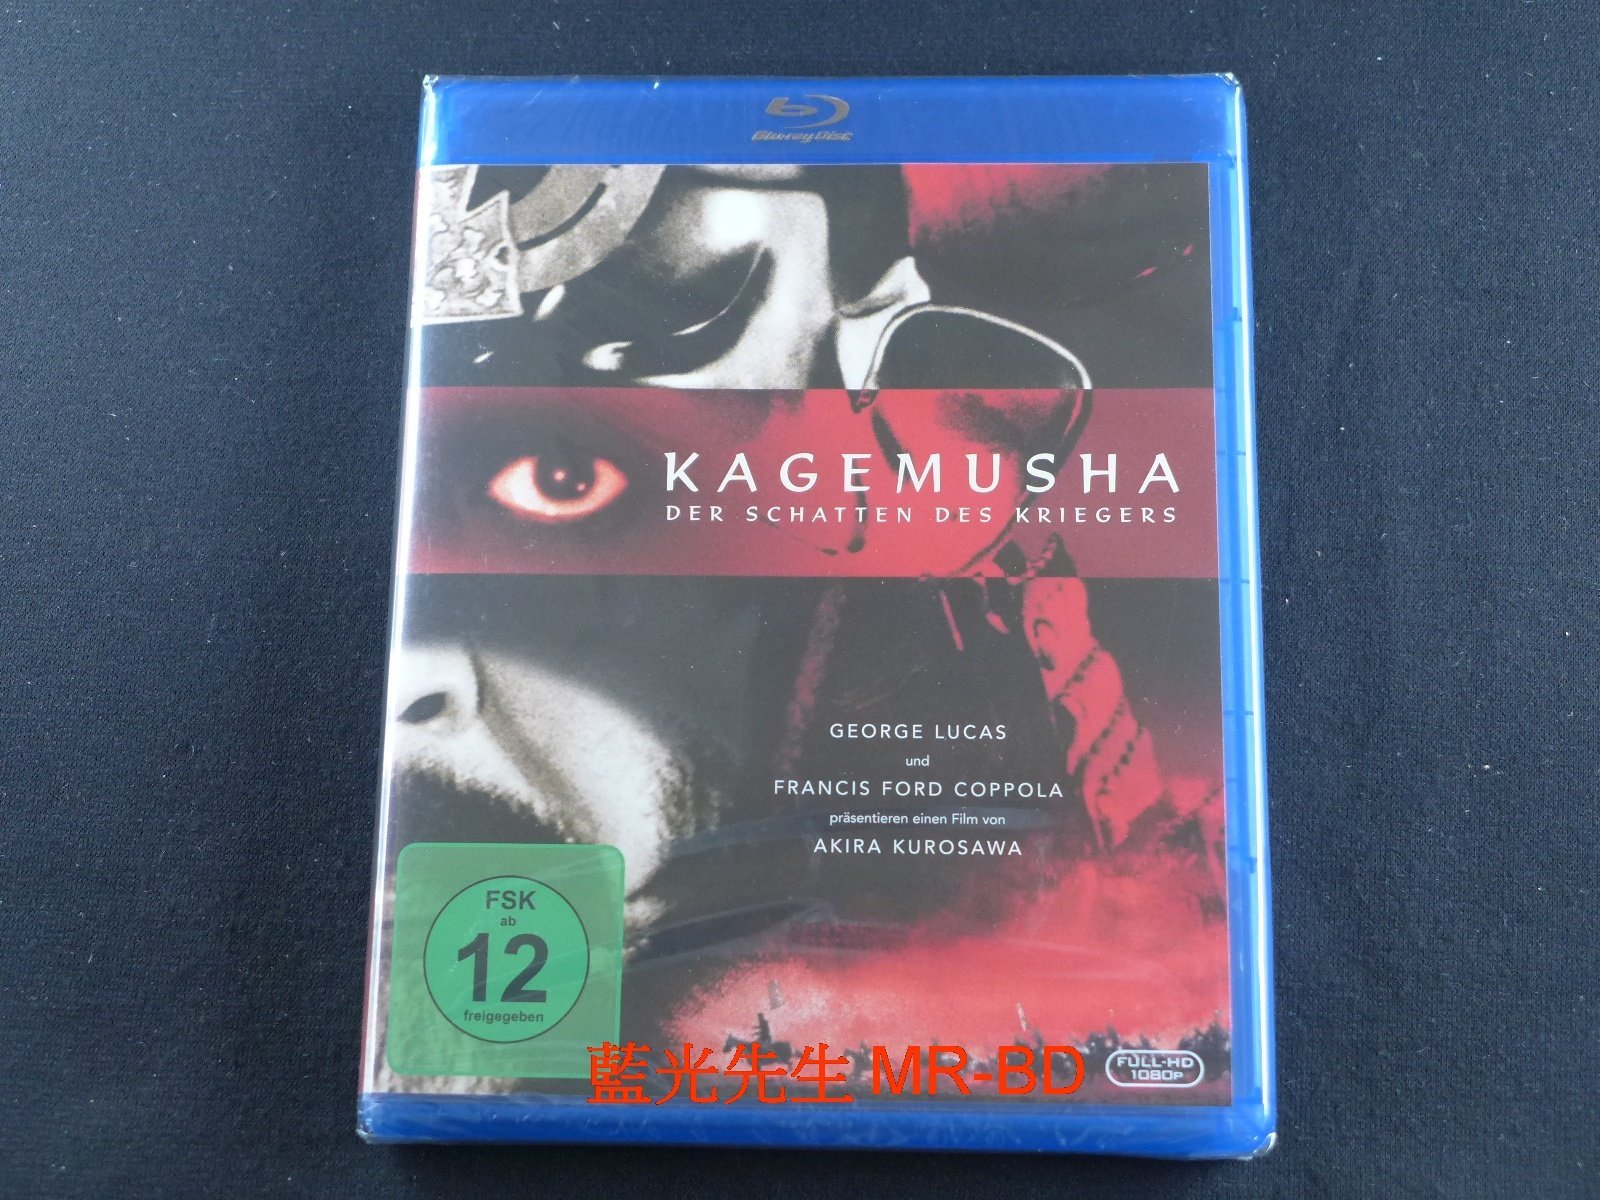 Blu-ray Disc
KAGEMUSHA
DER SCHATTEN DES KRIEGERS
GEORGE LUCAS
und
FRANCIS FORD COPPOLA
präsentieren einen Film von
AKIRA KUROSAWA
FSK
ab
12
freigegeben
藍光先生 MR-BD
FULL-HD
1080P